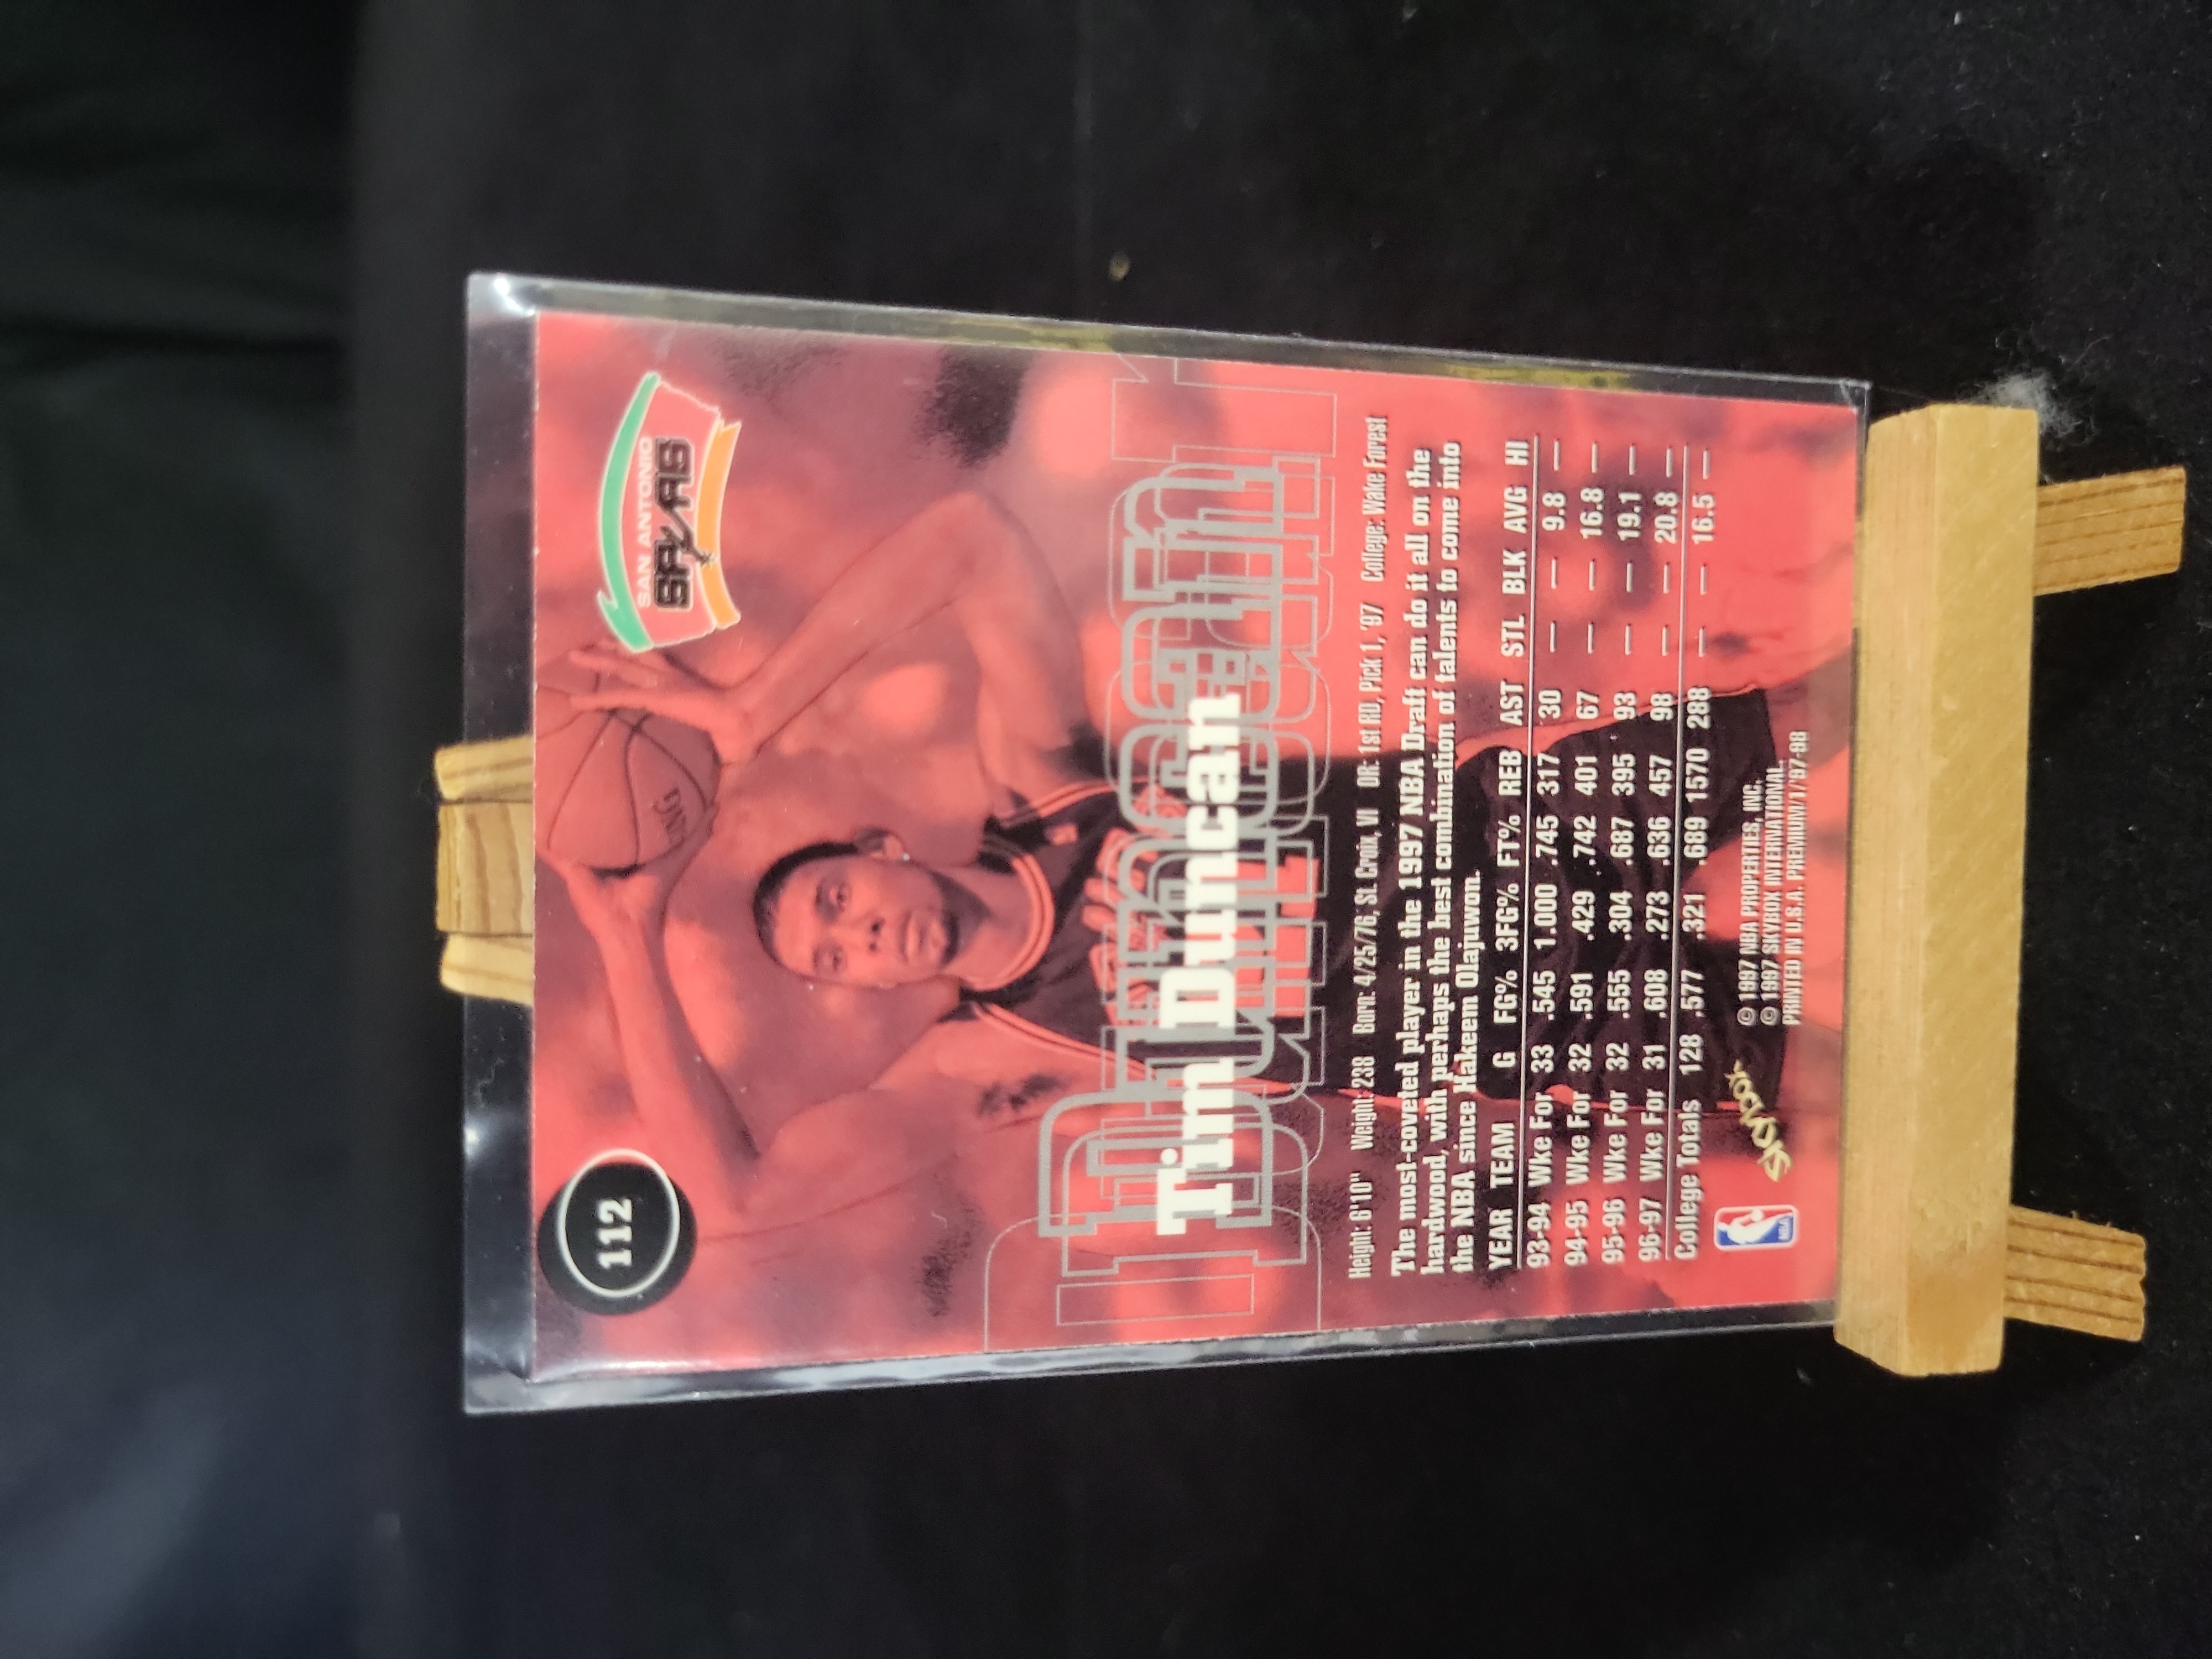 112
SAN ANTONIO
SPURS
Duncan
Tim Duncan
Height: 6'10" Weight: 238 Born: 4/25/76, St. Croix, VI DR: 1st RD, Pick 1, '97 College: Wake Forest
The most-coveted player in the 1997 NBA Draft can do it all on the
hardwood, with perhaps the best combination of talents to come into
the NBA since Hakeem Olajuwon.
YEAR TEAM G FG% 3FG% FT% REB AST STL BLK AVG HI
93-94 Wke For 33 .545 1.000 .745 317 30 — — 9.8 —
94-95 Wke For 32 .591 .429 .742 401 67 — — 16.8 —
95-96 Wke For 32 .555 .304 .687 395 93 — — 19.1 —
96-97 Wke For 31 .608 .273 .636 457 98 — — 20.8 —
College Totals 128 .577 .321 .689 1570 288 — — 16.5 —
NBA
SKYBOX
© 1997 NBA PROPERTIES, INC.
© 1997 SKYBOX INTERNATIONAL.
PRINTED IN U.S.A. PREMIUM/1/'97-98